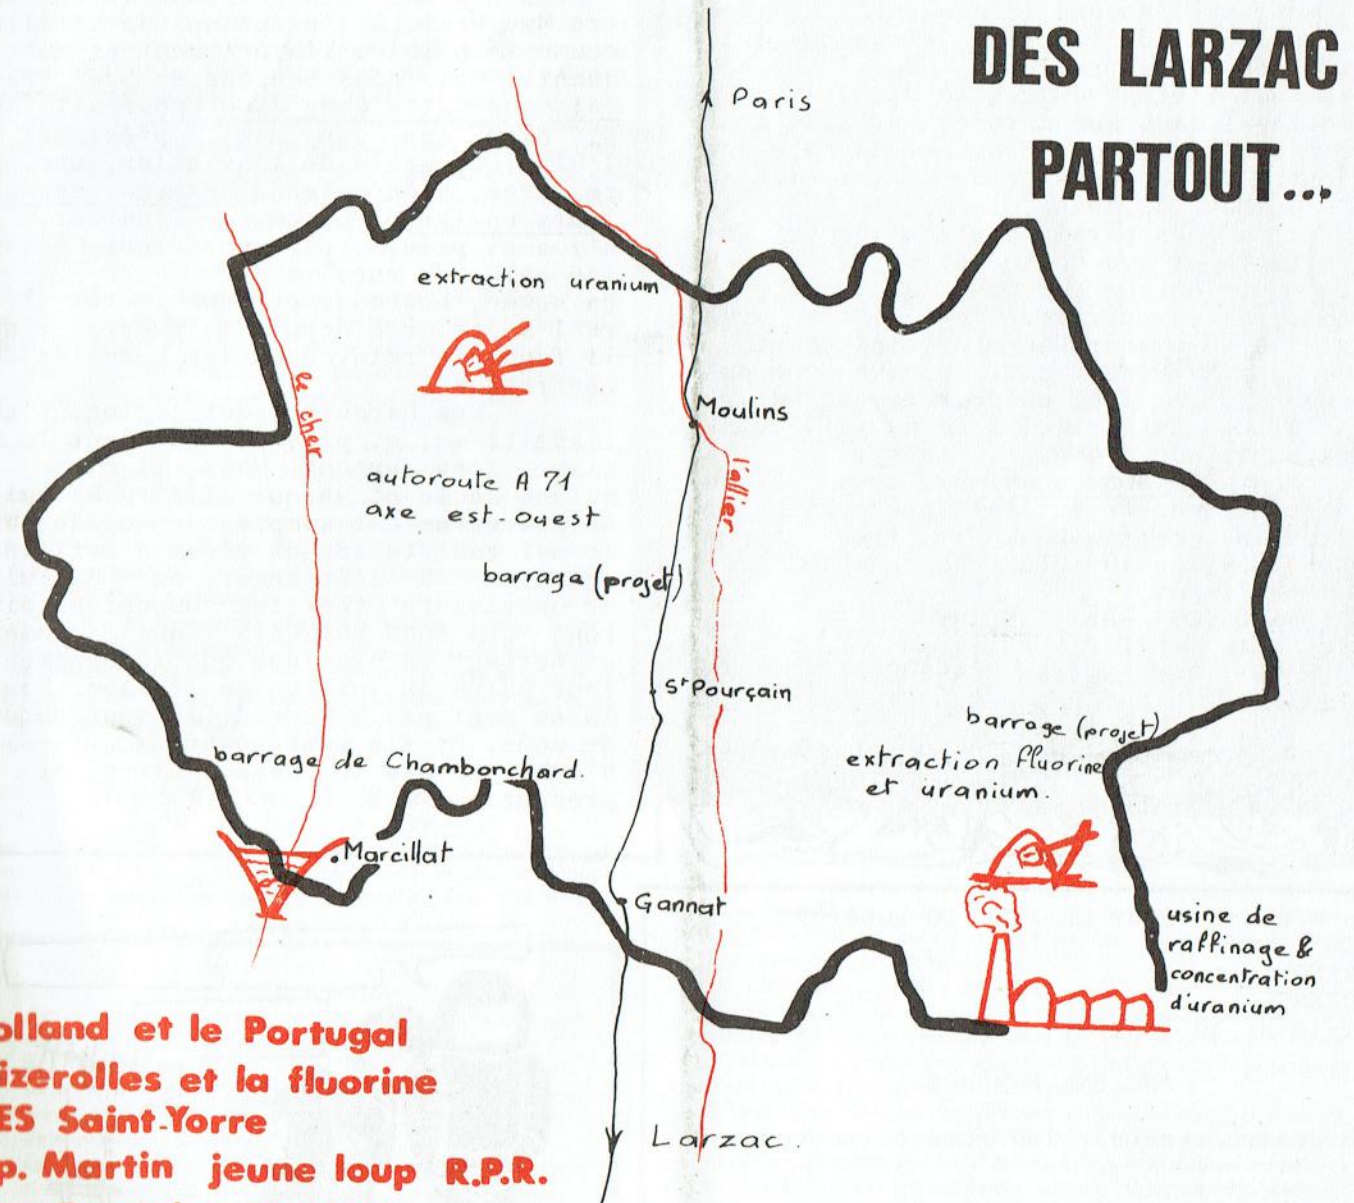 DES LARZAC
PARTOUT...
Paris
extraction uranium
le cher
Moulins
l'allier
autoroute A 71
axe est ouest
barrage (projet)
St Pourçain
barrage (projet)
extraction fluorine
et uranium.
barrage de Chambonchard.
.Marcillat
Gannat
usine de
raffinage &
concentration
d'uranium
Larzac
olland et le Portugal
izerolles et la fluorine
ES Saint-Yorre
p. Martin jeune loup R.P.R.